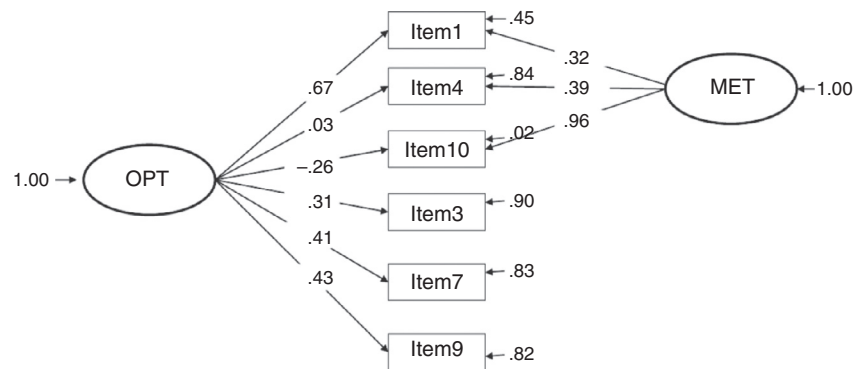 Item1
.45
.67
.32
Item4
.84
.39
MET
1.00
.03
.96
Item10
.02
–.26
1.00
OPT
.31
Item3
.90
.41
Item7
.83
.43
Item9
.82